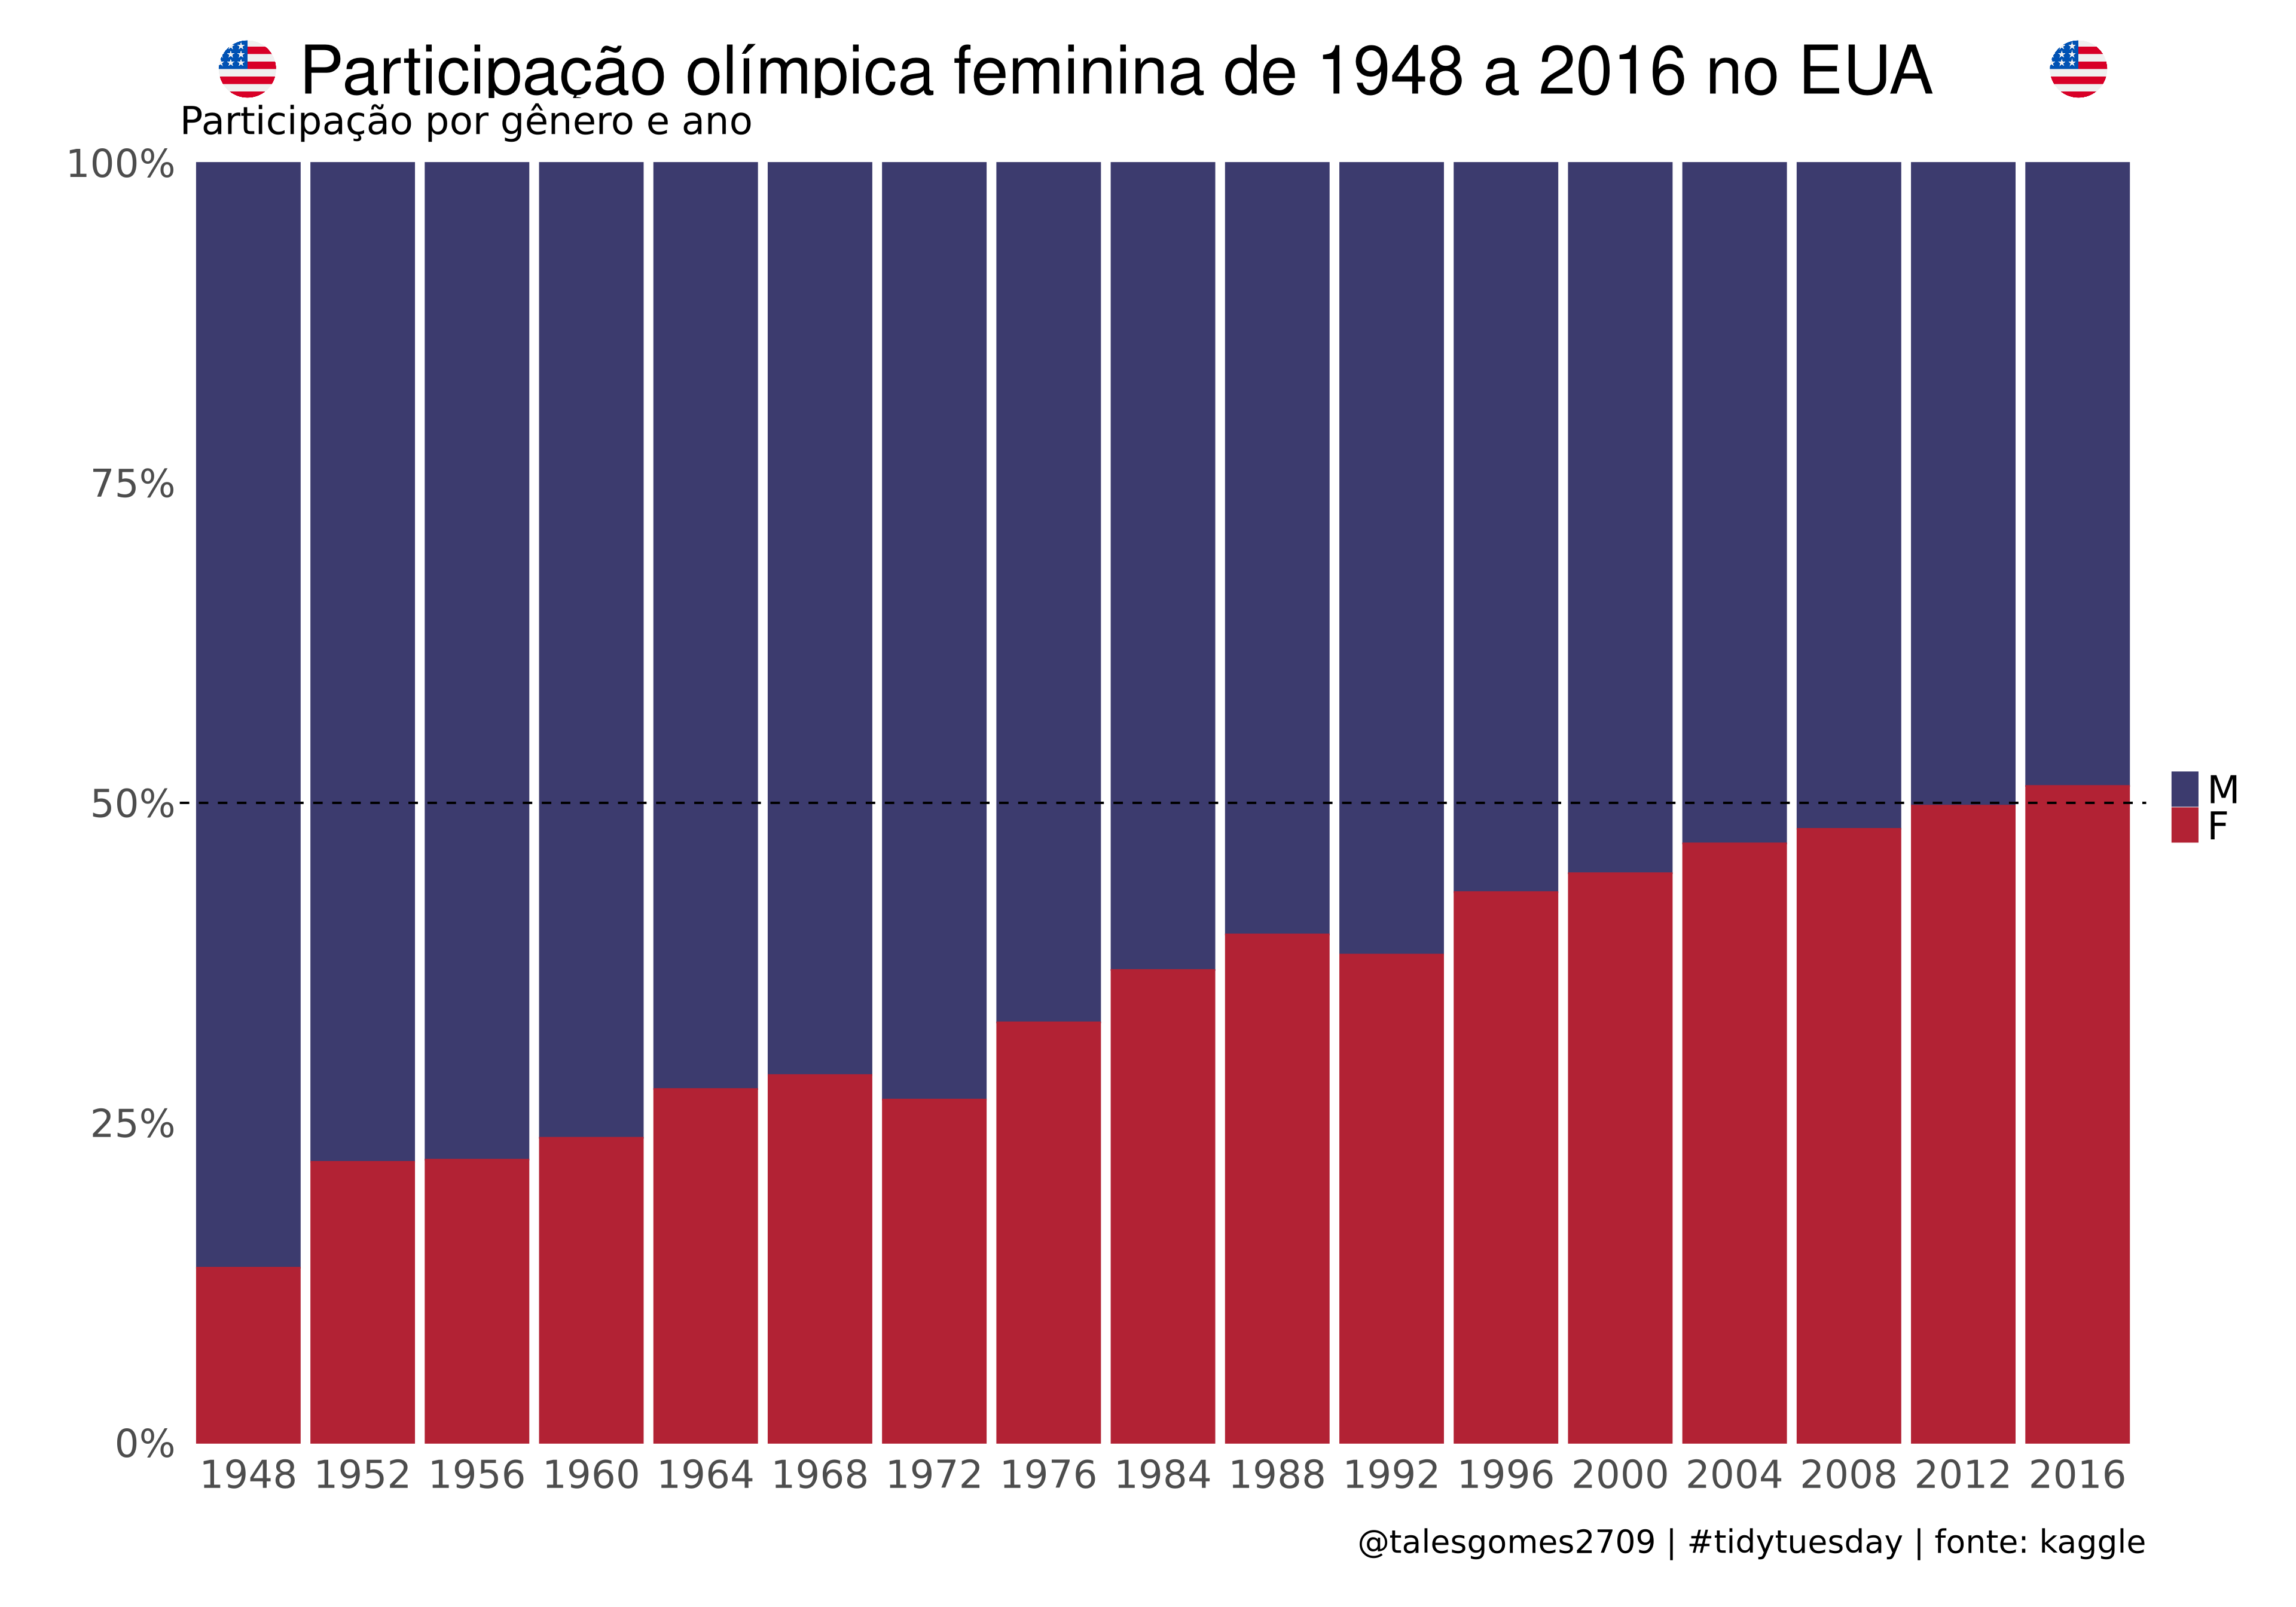 Participação olímpica feminina de 1948 a 2016 no EUA
Participação por gênero e ano
100%
75%
50%
25%
0%
M
F
1948 1952 1956 1960 1964 1968 1972 1976 1984 1988 1992 1996 2000 2004 2008 2012 2016
@talesgomes2709 | #tidytuesday | fonte: kaggle